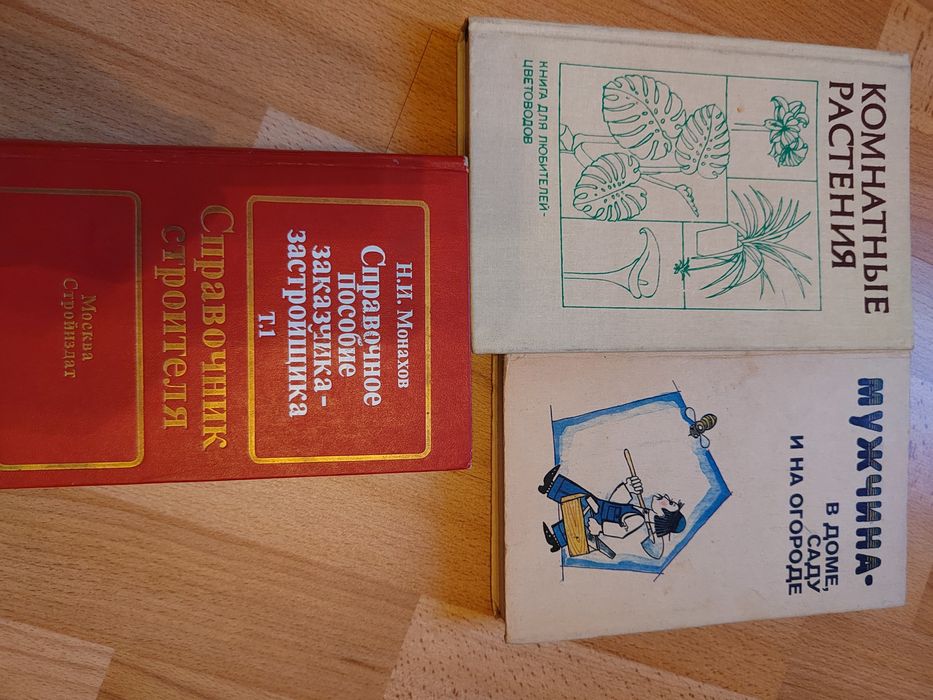 КОМНАТНЫЕ
РАСТЕНИЯ
КНИГА ДЛЯ ЛЮБИТЕЛЕЙ-
ЦВЕТОВОДОВ
МУЖЧИНА
В ДОМЕ,
САДУ
И НА ОГОРОДЕ
Н.И. Монахов
Справочное
Пособие
заказчика-
застройщика
Т.1
Справочник
строителя
Москва
Стройиздат